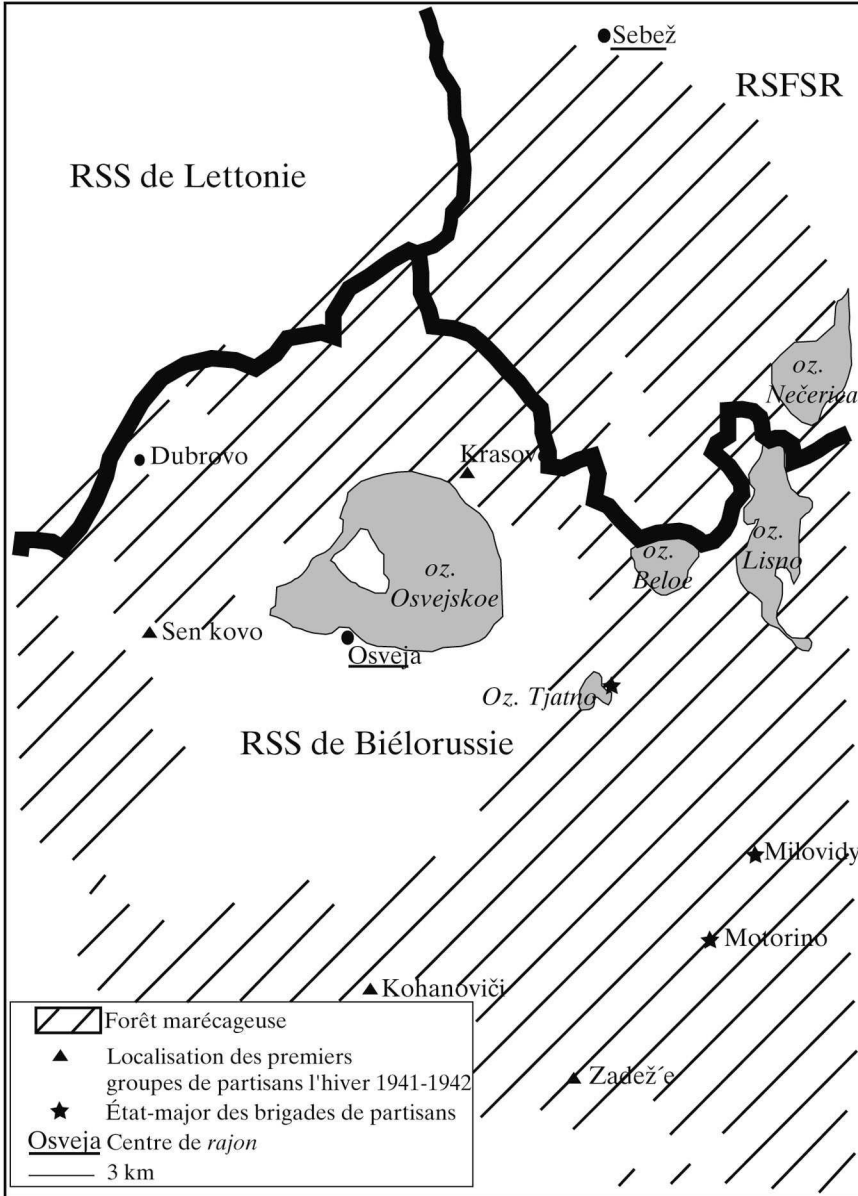 Sebež
RSFSR
RSS de Lettonie
oz.
Nečerica
Dubrovo
Krasovo
oz.
Osvejskoe
oz.
Beloe
oz.
Lisno
Sen kovo
Osveja
Oz. Tjatno
RSS de Biélorussie
Milovidy
Motorino
Kohanoviči
Zadež´e
Forêt marécageuse
Localisation des premiers
groupes de partisans l'hiver 1941-1942
État-major des brigades de partisans
Osveja Centre de rajon
3 km